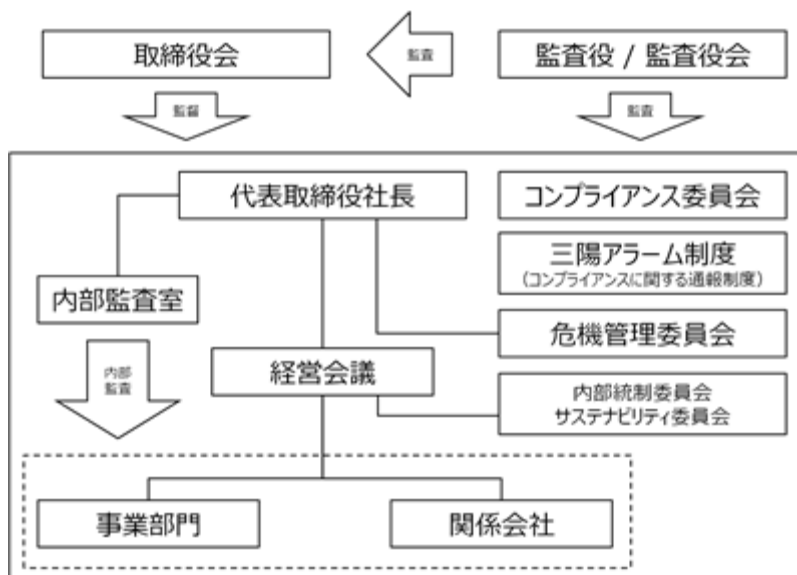 取締役会
監査
監査役 / 監査役会
監督
監査
代表取締役社長
コンプライアンス委員会
三陽アラーム制度
(コンプライアンスに関する通報制度)
内部監査室
危機管理委員会
経営会議
内部
監査
内部統制委員会
サステナビリティ委員会
事業部門
関係会社